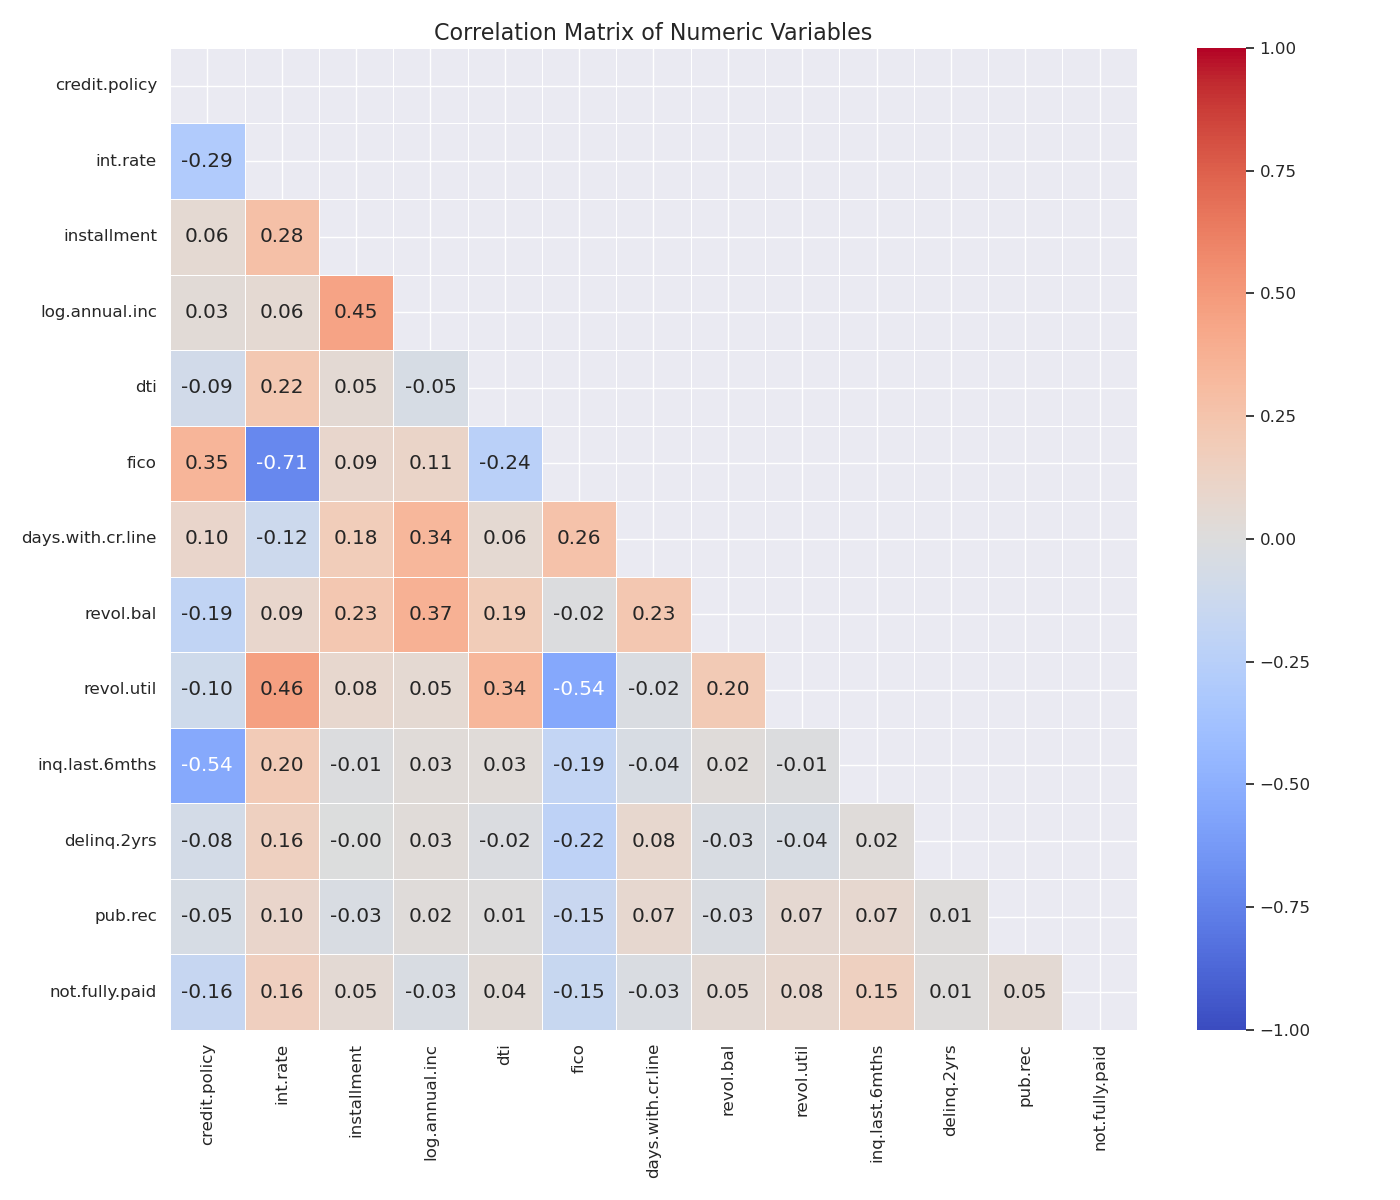 Correlation Matrix of Numeric Variables
credit.policy
int.rate -0.29
installment 0.06 0.28
log.annual.inc 0.03 0.06 0.45
dti -0.09 0.22 0.05 -0.05
fico 0.35 -0.71 0.09 0.11 -0.24
days.with.cr.line 0.10 -0.12 0.18 0.34 0.06 0.26
revol.bal -0.19 0.09 0.23 0.37 0.19 -0.02 0.23
revol.util -0.10 0.46 0.08 0.05 0.34 -0.54 -0.02 0.20
inq.last.6mths -0.54 0.20 -0.01 0.03 0.03 -0.19 -0.04 0.02 -0.01
delinq.2yrs -0.08 0.16 -0.00 0.03 -0.02 -0.22 0.08 -0.03 -0.04 0.02
pub.rec -0.05 0.10 -0.03 0.02 0.01 -0.15 0.07 -0.03 0.07 0.07 0.01
not.fully.paid -0.16 0.16 0.05 -0.03 0.04 -0.15 -0.03 0.05 0.08 0.15 0.01 0.05
credit.policy int.rate installment log.annual.inc dti fico days.with.cr.line revol.bal revol.util inq.last.6mths delinq.2yrs pub.rec not.fully.paid
1.00
0.75
0.50
0.25
0.00
−0.25
−0.50
−0.75
−1.00